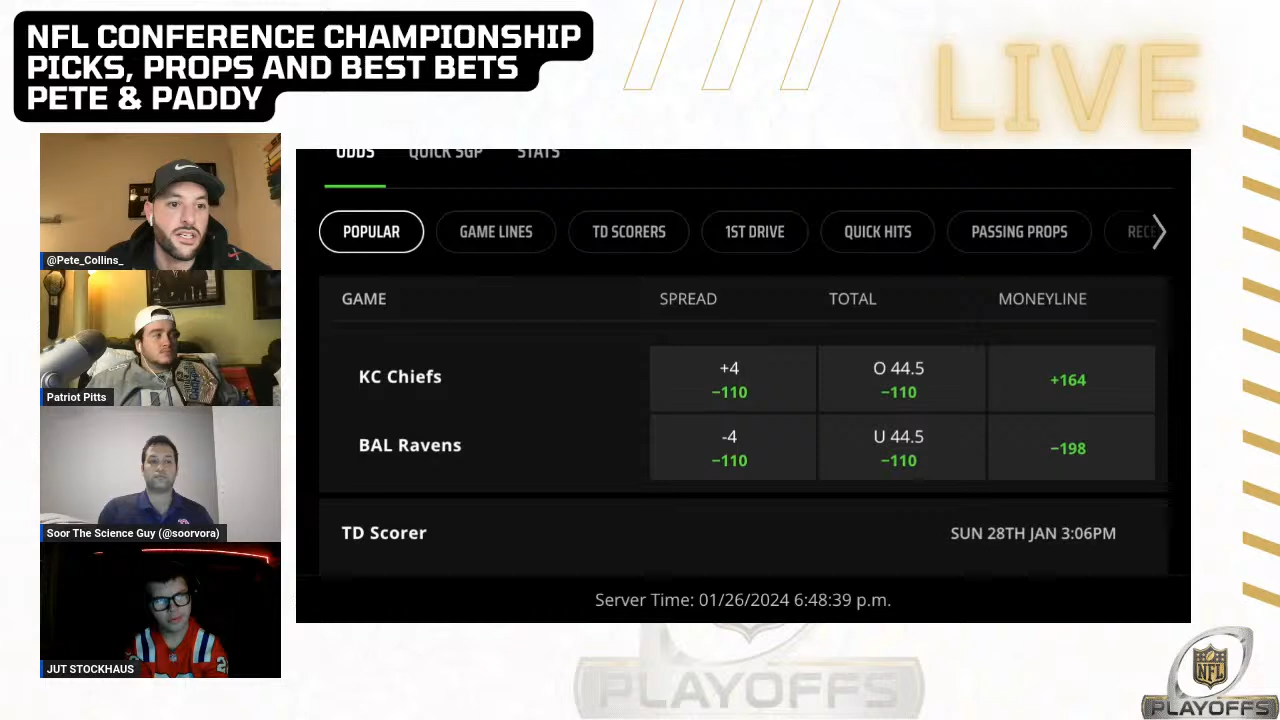 NFL CONFERENCE CHAMPIONSHIP
PICKS, PROPS AND BEST BETS
PETE & PADDY
LIVE
@Pete_Collins_
Patriot Pitts
Soor The Science Guy (@soorvora)
JUT STOCKHAUS
ODDS QUICK SGP STATS
POPULAR GAME LINES TD SCORERS 1ST DRIVE QUICK HITS PASSING PROPS
GAME SPREAD TOTAL MONEYLINE
KC Chiefs +4 −110 O 44.5 −110 +164
BAL Ravens -4 −110 U 44.5 −110 −198
TD Scorer SUN 28TH JAN 3:06PM
Server Time: 01/26/2024 6:48:39 p.m.
PLAYOFFS
NFL
PLAYOFFS